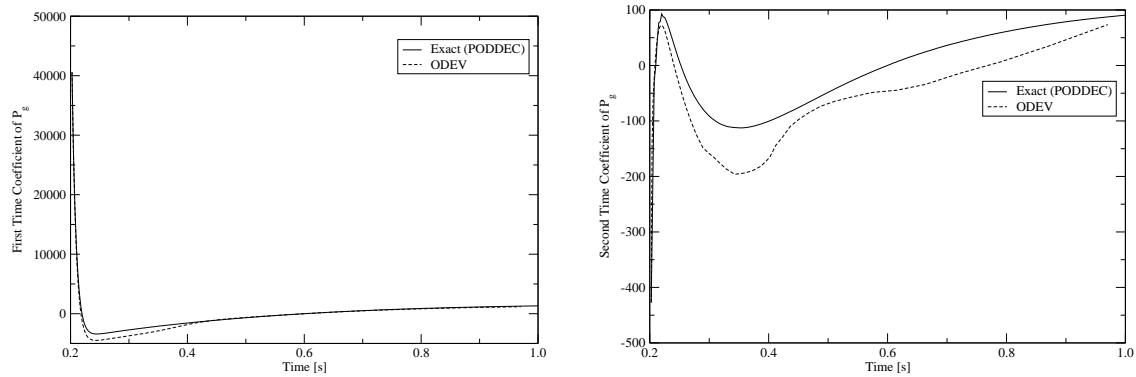 50000
40000
30000
20000
10000
0
First Time Coefficient of P_g
Exact (PODDEC)
ODEV
0.2 0.4 0.6 0.8 1.0
Time [s]
100
0
-100
-200
-300
-400
-500
Second Time Coefficient of P_g
Exact (PODDEC)
ODEV
0.2 0.4 0.6 0.8 1.0
Time [s]